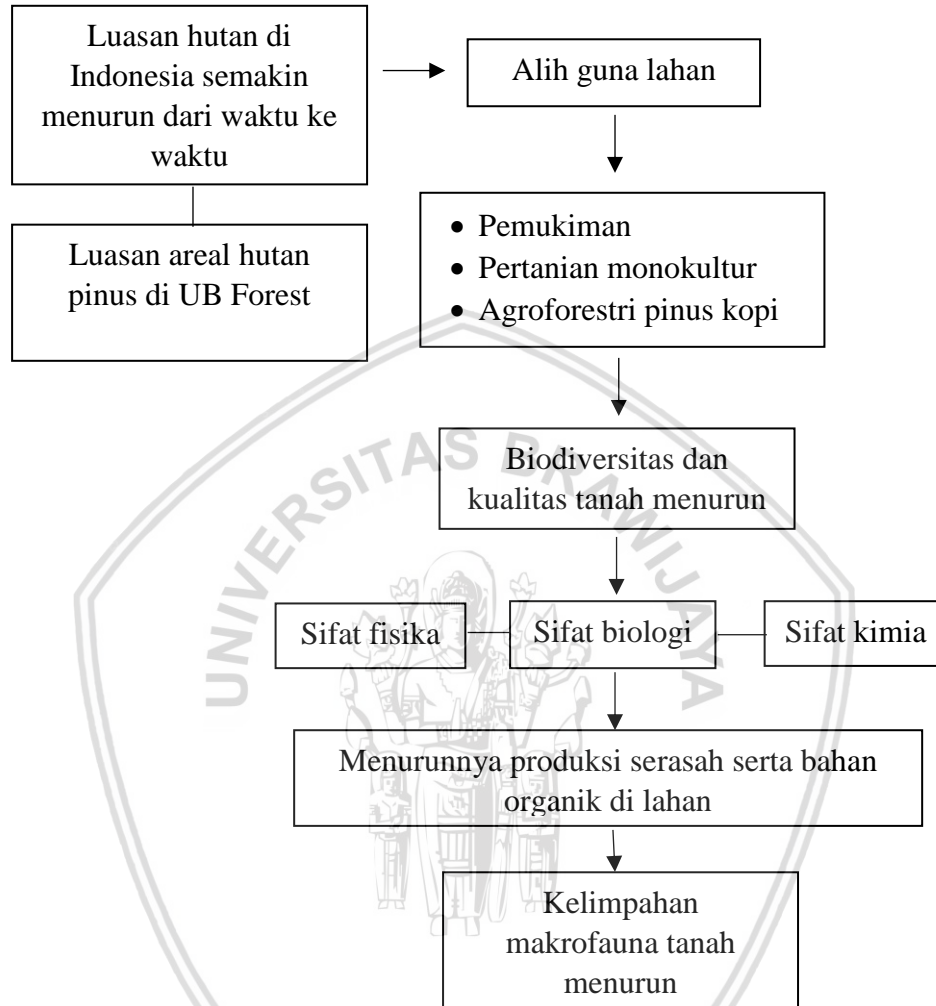 Luasan hutan di
Indonesia semakin
menurun dari waktu ke
waktu
Alih guna lahan
Luasan areal hutan
pinus di UB Forest
• Pemukiman
• Pertanian monokultur
• Agroforestri pinus kopi
UNIVERSITAS BRAWIJAYA
Biodiversitas dan
kualitas tanah menurun
Sifat fisika
Sifat biologi
Sifat kimia
Menurunnya produksi serasah serta bahan
organik di lahan
Kelimpahan
makrofauna tanah
menurun